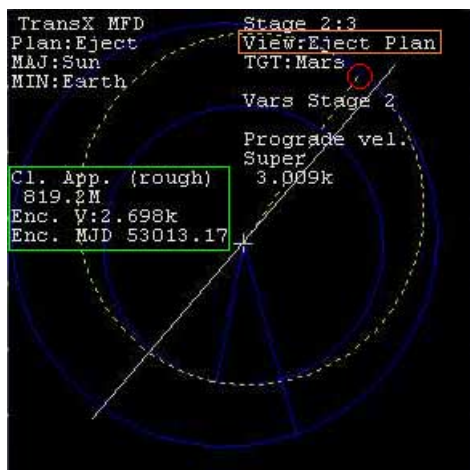 TransX MFD
Plan:Eject
MAJ:Sun
MIN:Earth
Stage 2:3
View:Eject Plan
TGT:Mars
Vars Stage 2
Prograde vel.
Super
3.009k
Cl. App. (rough)
819.2M
Enc. V:2.698k
Enc. MJD 53013.17